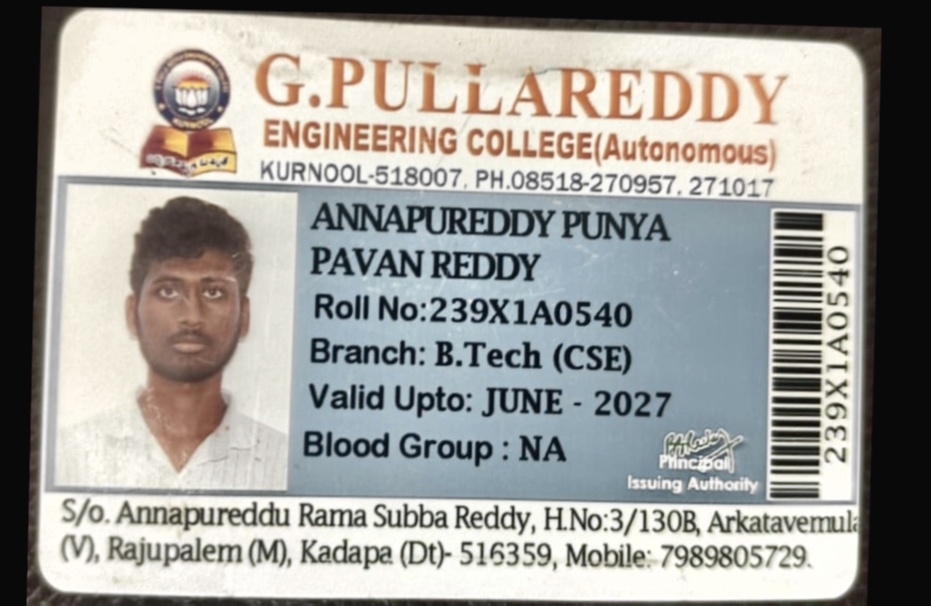 G.PULLAREDDY
ENGINEERING COLLEGE(Autonomous)
KURNOOL-518007, PH.08518-270957, 271017
ANNAPUREDDY PUNYA
PAVAN REDDY
Roll No:239X1A0540
Branch: B.Tech (CSE)
Valid Upto: JUNE - 2027
Blood Group : NA
Principal
Issuing Authority
239X1A0540
S/o. Annapureddu Rama Subba Reddy, H.No:3/130B, Arkatavemula
(V), Rajupalem (M), Kadapa (Dt)- 516359, Mobile: 7989805729.